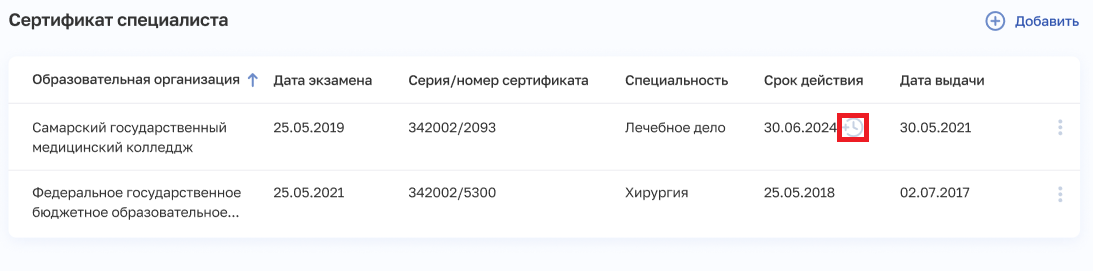 Сертификат специалиста
Добавить
Образовательная организация Дата экзамена Серия/номер сертификата Специальность Срок действия Дата выдачи
Самарский государственный 25.05.2019 342002/2093 Лечебное дело 30.06.2024 30.05.2021
медицинский колледдж
Федеральное государственное 25.05.2021 342002/5300 Хирургия 25.05.2018 02.07.2017
бюджетное образовательное...